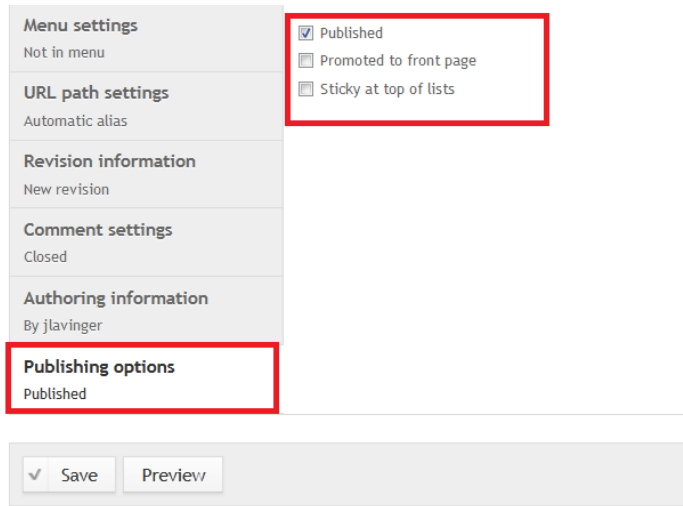 Menu settings
Not in menu
URL path settings
Automatic alias
Revision information
New revision
Comment settings
Closed
Authoring information
By jlavinger
Publishing options
Published
Published
Promoted to front page
Sticky at top of lists
Save
Preview